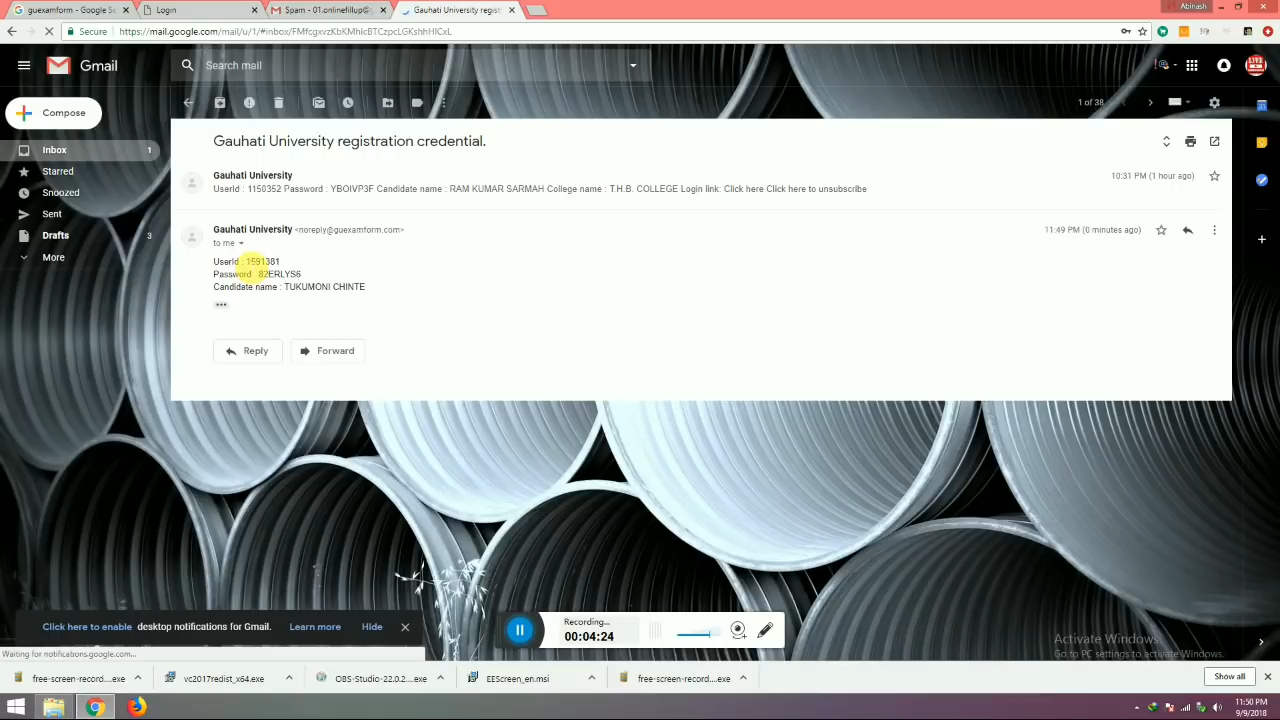 guexamform - Google Se
Login
Spam - 01.onlinefillup@g
Gauhati University regist
Abinash
Secure
https://mail.google.com/mail/u/1/#inbox/FMfcgxvzKbKMhlcBTCzpcLGKshhHlCxL
Gmail
Search mail
Compose
1 of 38
Inbox 1
Starred
Snoozed
Sent
Drafts 3
More
Gauhati University registration credential.
Gauhati University
10:31 PM (1 hour ago)
UserId : 1150352 Password : YBOIVP3F Candidate name : RAM KUMAR SARMAH College name : T.H.B. COLLEGE Login link: Click here Click here to unsubscribe
Gauhati University <noreply@guexamform.com>
11:49 PM (0 minutes ago)
to me
UserId : 1591381
Password 82ERLYS6
Candidate name : TUKUMONI CHINTE
Reply
Forward
Click here to enable desktop notifications for Gmail. Learn more Hide
Recording...
00:04:24
Activate Windows
Go to PC settings to activate Windows.
Waiting for notifications.google.com...
free-screen-record....exe
vc2017redist_x64.exe
OBS-Studio-22.0.2....exe
EEScreen_en.msi
free-screen-record....exe
Show all
11:50 PM
9/9/2018